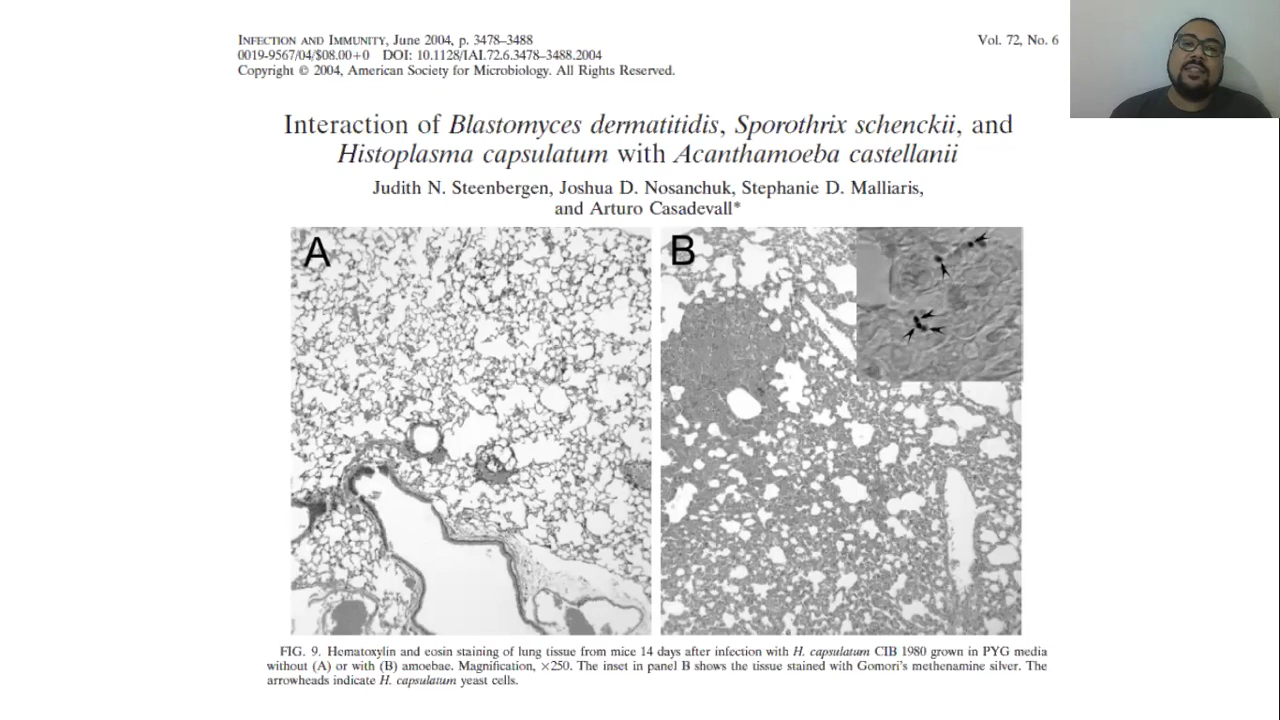 INFECTION AND IMMUNITY, June 2004, p. 3478–3488
Vol. 72, No. 6
0019-9567/04/$08.00+0 DOI: 10.1128/IAI.72.6.3478–3488.2004
Copyright © 2004, American Society for Microbiology. All Rights Reserved.
Interaction of Blastomyces dermatitidis, Sporothrix schenckii, and
Histoplasma capsulatum with Acanthamoeba castellanii
Judith N. Steenbergen, Joshua D. Nosanchuk, Stephanie D. Malliaris,
and Arturo Casadevall*
A
B
FIG. 9. Hematoxylin and eosin staining of lung tissue from mice 14 days after infection with H. capsulatum CIB 1980 grown in PYG media
without (A) or with (B) amoebae. Magnification, ×250. The inset in panel B shows the tissue stained with Gomori's methenamine silver. The
arrowheads indicate H. capsulatum yeast cells.